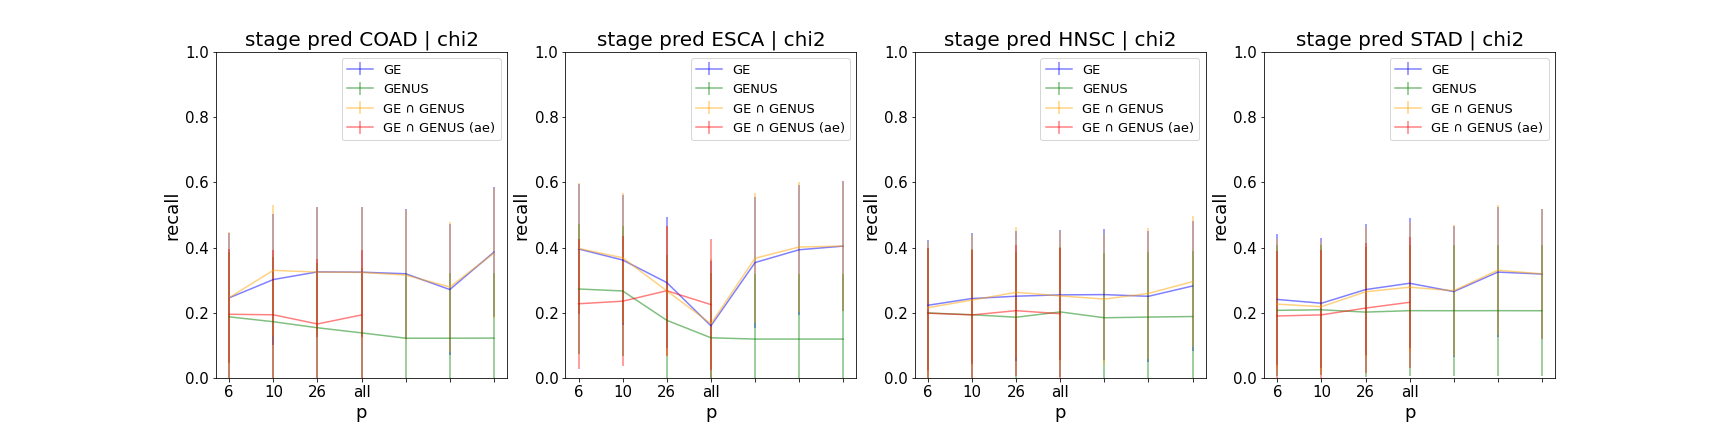 stage pred COAD | chi2
1.0
0.8
0.6
0.4
0.2
0.0
recall
6 10 26 all
p
GE
GENUS
GE ∩ GENUS
GE ∩ GENUS (ae)
stage pred ESCA | chi2
1.0
0.8
0.6
0.4
0.2
0.0
recall
6 10 26 all
p
GE
GENUS
GE ∩ GENUS
GE ∩ GENUS (ae)
stage pred HNSC | chi2
1.0
0.8
0.6
0.4
0.2
0.0
recall
6 10 26 all
p
GE
GENUS
GE ∩ GENUS
GE ∩ GENUS (ae)
stage pred STAD | chi2
1.0
0.8
0.6
0.4
0.2
0.0
recall
6 10 26 all
p
GE
GENUS
GE ∩ GENUS
GE ∩ GENUS (ae)